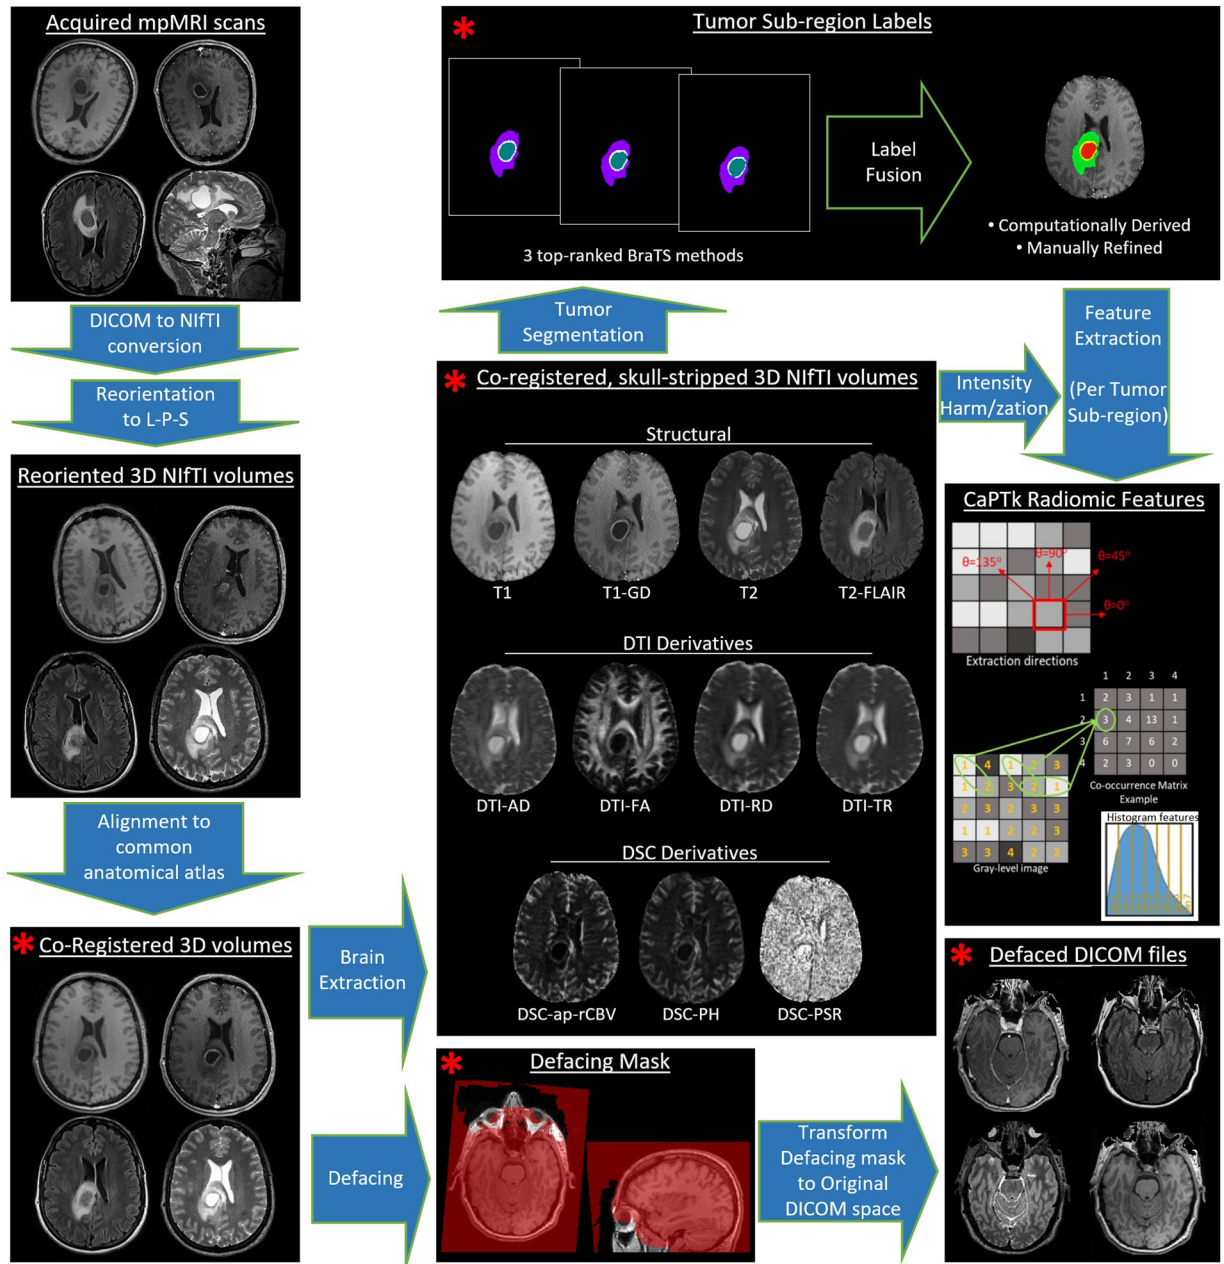 Acquired mpMRI scans
DICOM to NIfTI
conversion
Reorientation
to L-P-S
Reoriented 3D NIfTI volumes
Alignment to
common
anatomical atlas
* Co-Registered 3D volumes
Brain
Extraction
Defacing
* Tumor Sub-region Labels
3 top-ranked BraTS methods
Label
Fusion
• Computationally Derived
• Manually Refined
Tumor
Segmentation
* Co-registered, skull-stripped 3D NIfTI volumes
Structural
T1 T1-GD T2 T2-FLAIR
DTI Derivatives
DTI-AD DTI-FA DTI-RD DTI-TR
DSC Derivatives
DSC-ap-rCBV DSC-PH DSC-PSR
Intensity
Harm/zation
Feature
Extraction
(Per Tumor
Sub-region)
CaPTk Radiomic Features
θ=135° θ=90° θ=45°
θ=0°
Extraction directions
1 2 3 4
1 2 3 1 1
2 3 4 13 1
3 6 7 6 2
4 2 3 0 0
Co-occurrence Matrix
Example
1 4 1 2 3
1 2 3 2 1
2 3 2 3 3
1 1 2 2 3
3 3 4 2 2
Gray-level image
Histogram features
* Defacing Mask
Transform
Defacing mask
to Original
DICOM space
* Defaced DICOM files